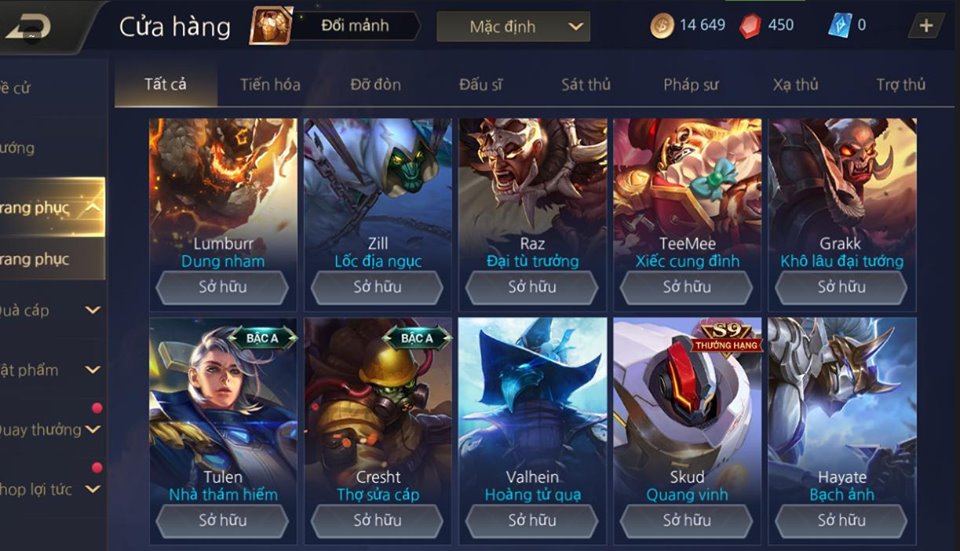 Cửa hàng
Đổi mảnh
Mặc định
14 649
450
0
Tất cả
Tiến hóa
Đỡ đòn
Đấu sĩ
Sát thủ
Pháp sư
Xạ thủ
Trợ thủ
ề cử
ướng
rang phục
rang phục
uà cáp
ật phẩm
uay thưởng
hop lợi tức
Lumburr
Dung nham
Sở hữu
Zill
Lốc địa ngục
Sở hữu
Raz
Đại tù trưởng
Sở hữu
TeeMee
Xiếc cung đình
Sở hữu
Grakk
Khô lâu đại tướng
Sở hữu
BẬC A
Tulen
Nhà thám hiểm
Sở hữu
BẬC A
Cresht
Thợ sửa cáp
Sở hữu
Valhein
Hoàng tử quạ
Sở hữu
S9
THƯỞNG HẠNG
Skud
Quang vinh
Sở hữu
Hayate
Bạch ảnh
Sở hữu